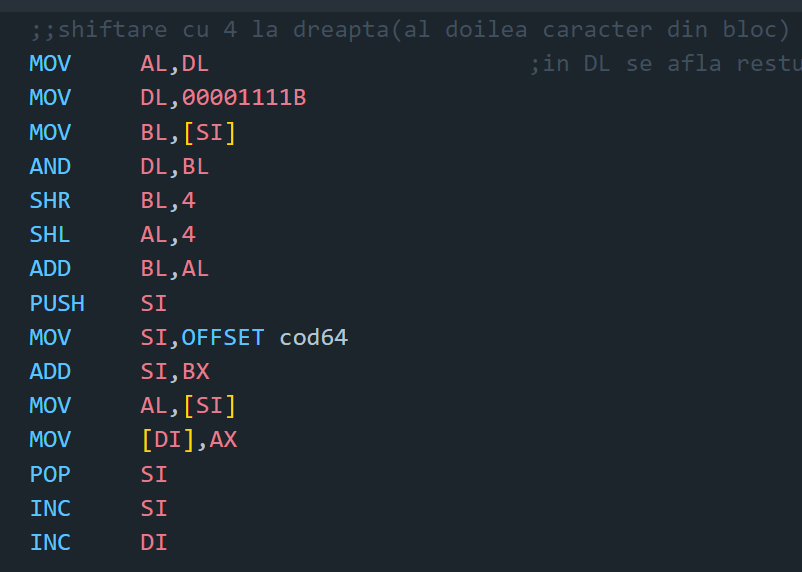 ;;shiftare cu 4 la dreapta(al doilea caracter din bloc)
MOV AL,DL ;in DL se afla restu
MOV DL,00001111B
MOV BL,[SI]
AND DL,BL
SHR BL,4
SHL AL,4
ADD BL,AL
PUSH SI
MOV SI,OFFSET cod64
ADD SI,BX
MOV AL,[SI]
MOV [DI],AX
POP SI
INC SI
INC DI